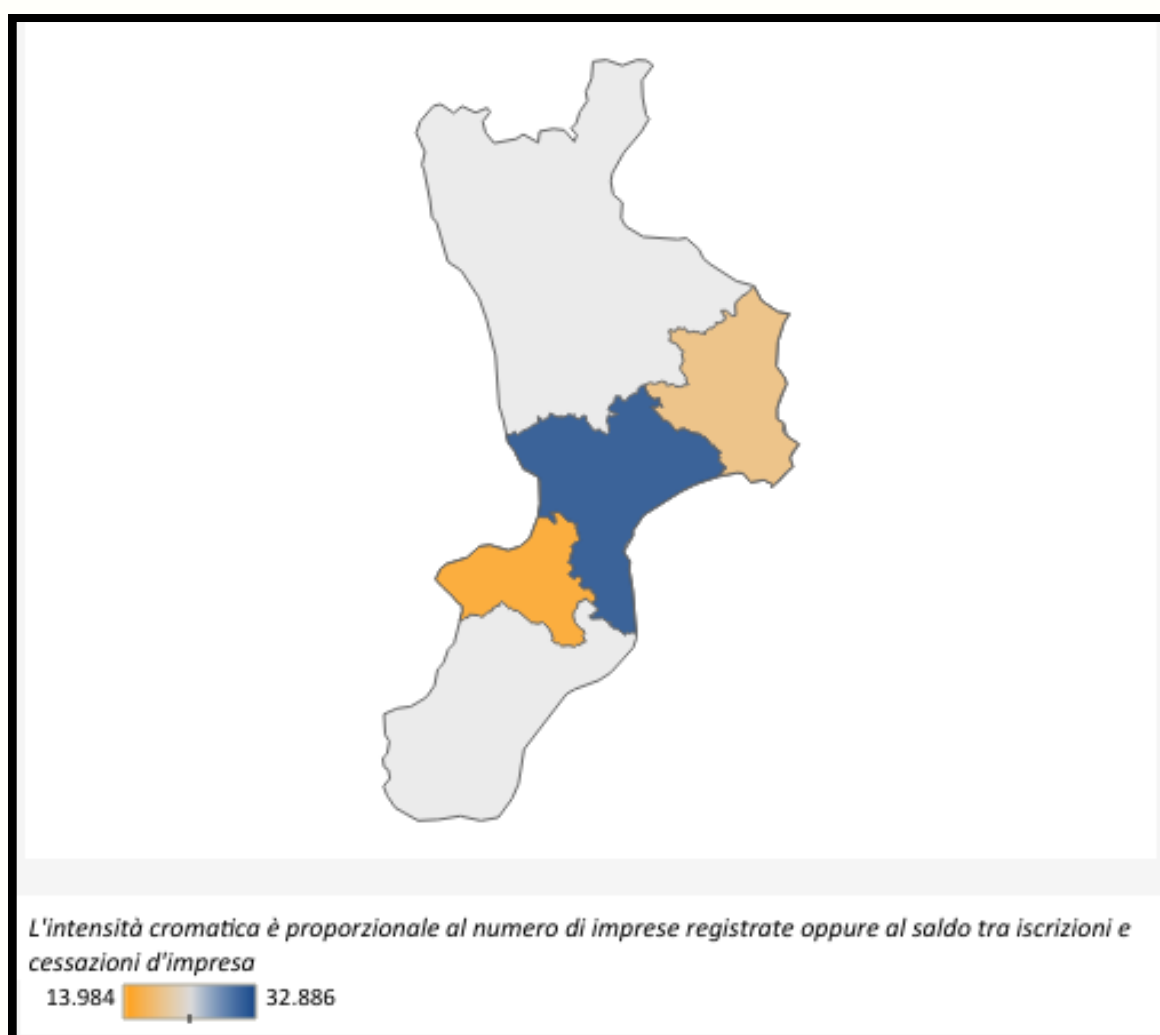 L'intensità cromatica è proporzionale al numero di imprese registrate oppure al saldo tra iscrizioni e
cessazioni d'impresa
13.984 32.886